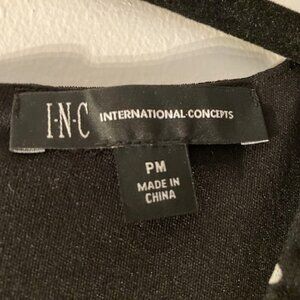 I·N·C INTERNATIONAL·CONCEPTS
PM
MADE IN
CHINA